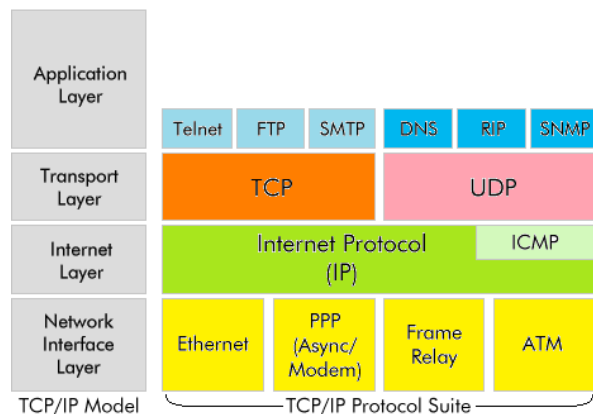 Application
Layer
Telnet
FTP
SMTP
DNS
RIP
SNMP
Transport
Layer
TCP
UDP
Internet
Layer
Internet Protocol
(IP)
ICMP
Network
Interface
Layer
Ethernet
PPP
(Async/
Modem)
Frame
Relay
ATM
TCP/IP Model
TCP/IP Protocol Suite